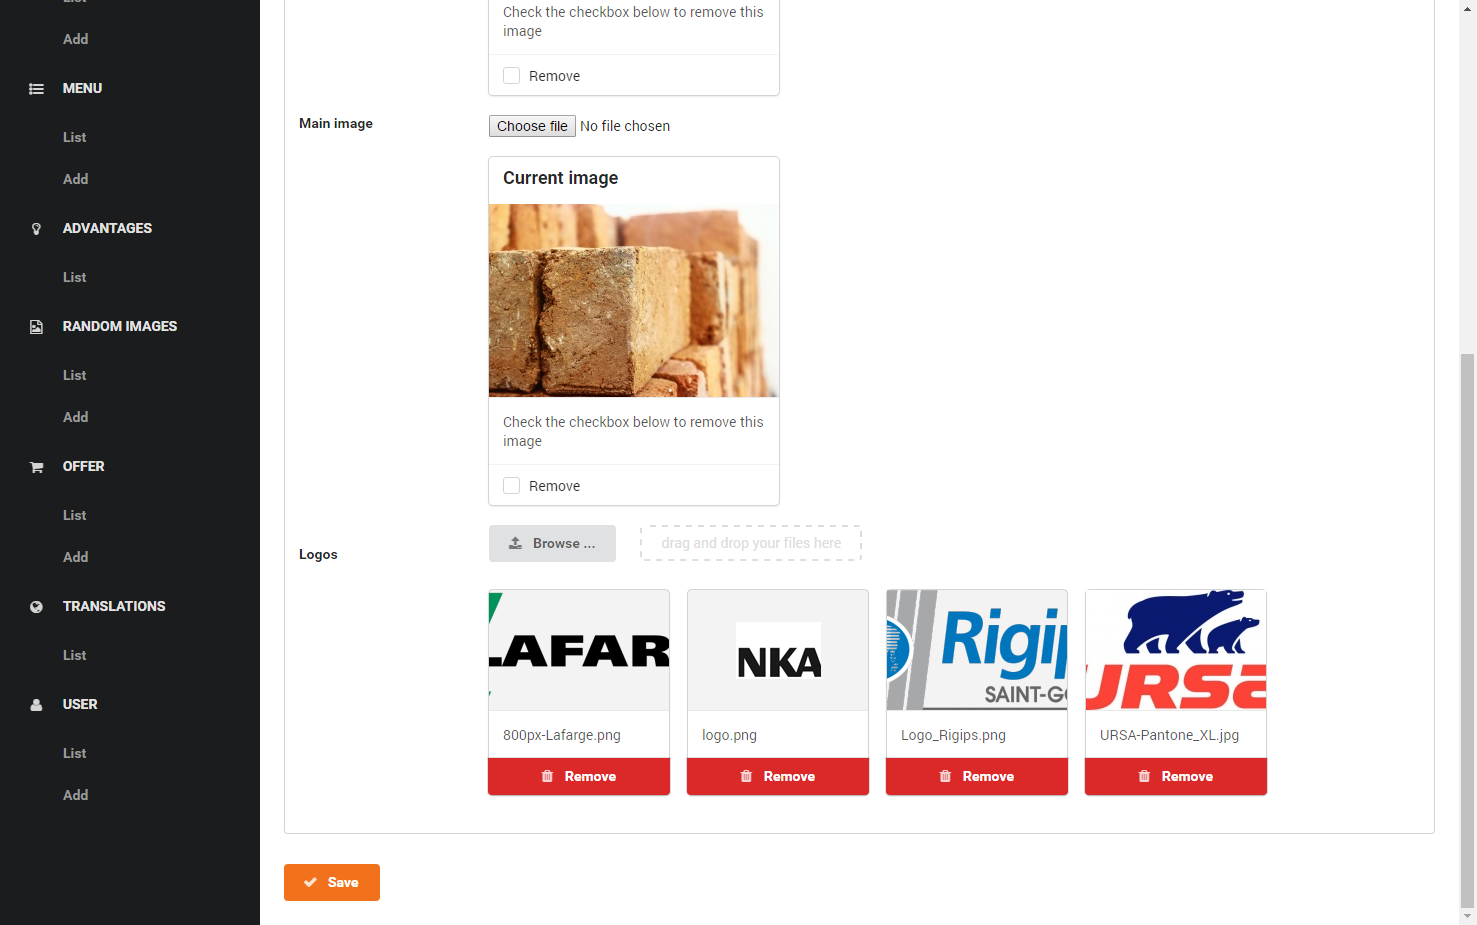 Add
MENU
List
Add
ADVANTAGES
List
RANDOM IMAGES
List
Add
OFFER
List
Add
TRANSLATIONS
List
USER
List
Add
Check the checkbox below to remove this
image
Remove
Main image
Choose file No file chosen
Current image
Check the checkbox below to remove this
image
Remove
Logos
Browse ...
drag and drop your files here
LAFAR
800px-Lafarge.png
Remove
NKA
logo.png
Remove
Rigip
SAINT-G
Logo_Rigips.png
Remove
URSA
URSA-Pantone_XL.jpg
Remove
Save